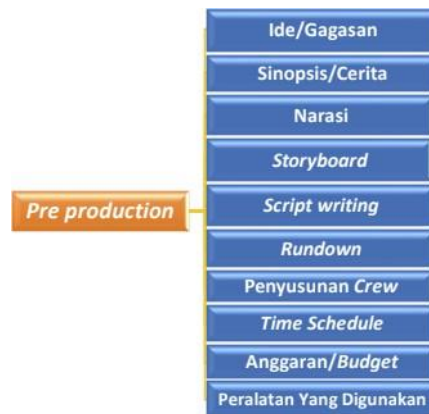 Pre production
Ide/Gagasan
Sinopsis/Cerita
Narasi
Storyboard
Script writing
Rundown
Penyusunan Crew
Time Schedule
Anggaran/Budget
Peralatan Yang Digunakan